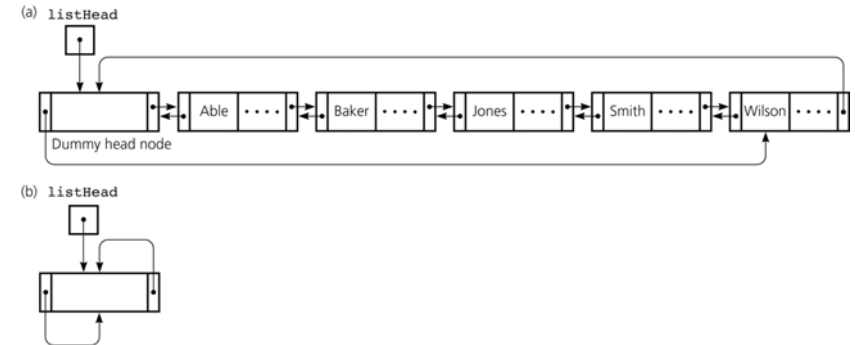 (a) listHead
Able • • • • Baker • • • • Jones • • • • Smith • • • • Wilson • • • •
Dummy head node
(b) listHead